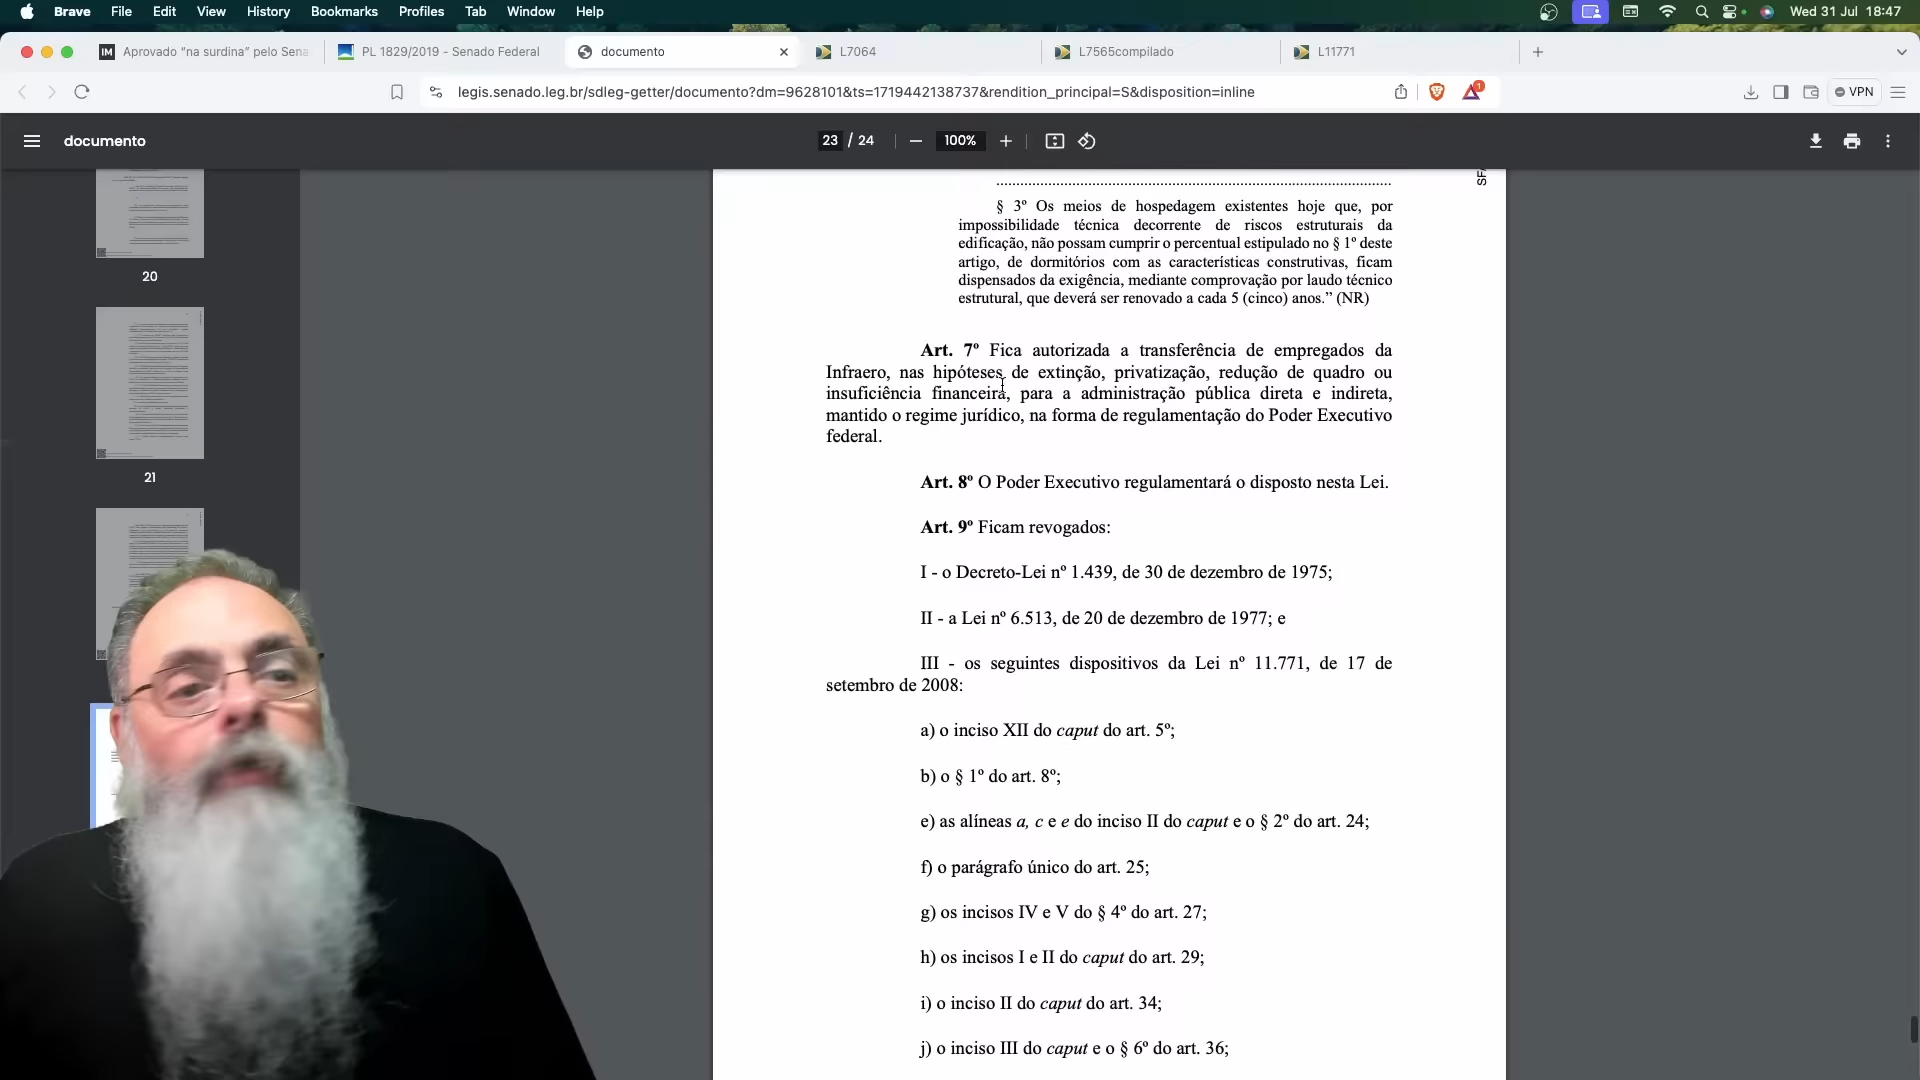 Brave File Edit View History Bookmarks Profiles Tab Window Help Wed 31 Jul 18:47
IM Aprovado “na surdina” pelo Sena PL 1829/2019 - Senado Federal documento L7064 L7565compilado L11771
legis.senado.leg.br/sdleg-getter/documento?dm=9628101&ts=1719442138737&rendition_principal=S&disposition=inline 1 VPN
documento 23 / 24 100%
20
21
SF
§ 3º Os meios de hospedagem existentes hoje que, por
impossibilidade técnica decorrente de riscos estruturais da
edificação, não possam cumprir o percentual estipulado no § 1º deste
artigo, de dormitórios com as características construtivas, ficam
dispensados da exigência, mediante comprovação por laudo técnico
estrutural, que deverá ser renovado a cada 5 (cinco) anos.” (NR)
Art. 7º Fica autorizada a transferência de empregados da
Infraero, nas hipóteses de extinção, privatização, redução de quadro ou
insuficiência financeira, para a administração pública direta e indireta,
mantido o regime jurídico, na forma de regulamentação do Poder Executivo
federal.
Art. 8º O Poder Executivo regulamentará o disposto nesta Lei.
Art. 9º Ficam revogados:
I - o Decreto-Lei nº 1.439, de 30 de dezembro de 1975;
II - a Lei nº 6.513, de 20 de dezembro de 1977; e
III - os seguintes dispositivos da Lei nº 11.771, de 17 de
setembro de 2008:
a) o inciso XII do caput do art. 5º;
b) o § 1º do art. 8º;
e) as alíneas a, c e e do inciso II do caput e o § 2º do art. 24;
f) o parágrafo único do art. 25;
g) os incisos IV e V do § 4º do art. 27;
h) os incisos I e II do caput do art. 29;
i) o inciso II do caput do art. 34;
j) o inciso III do caput e o § 6º do art. 36;